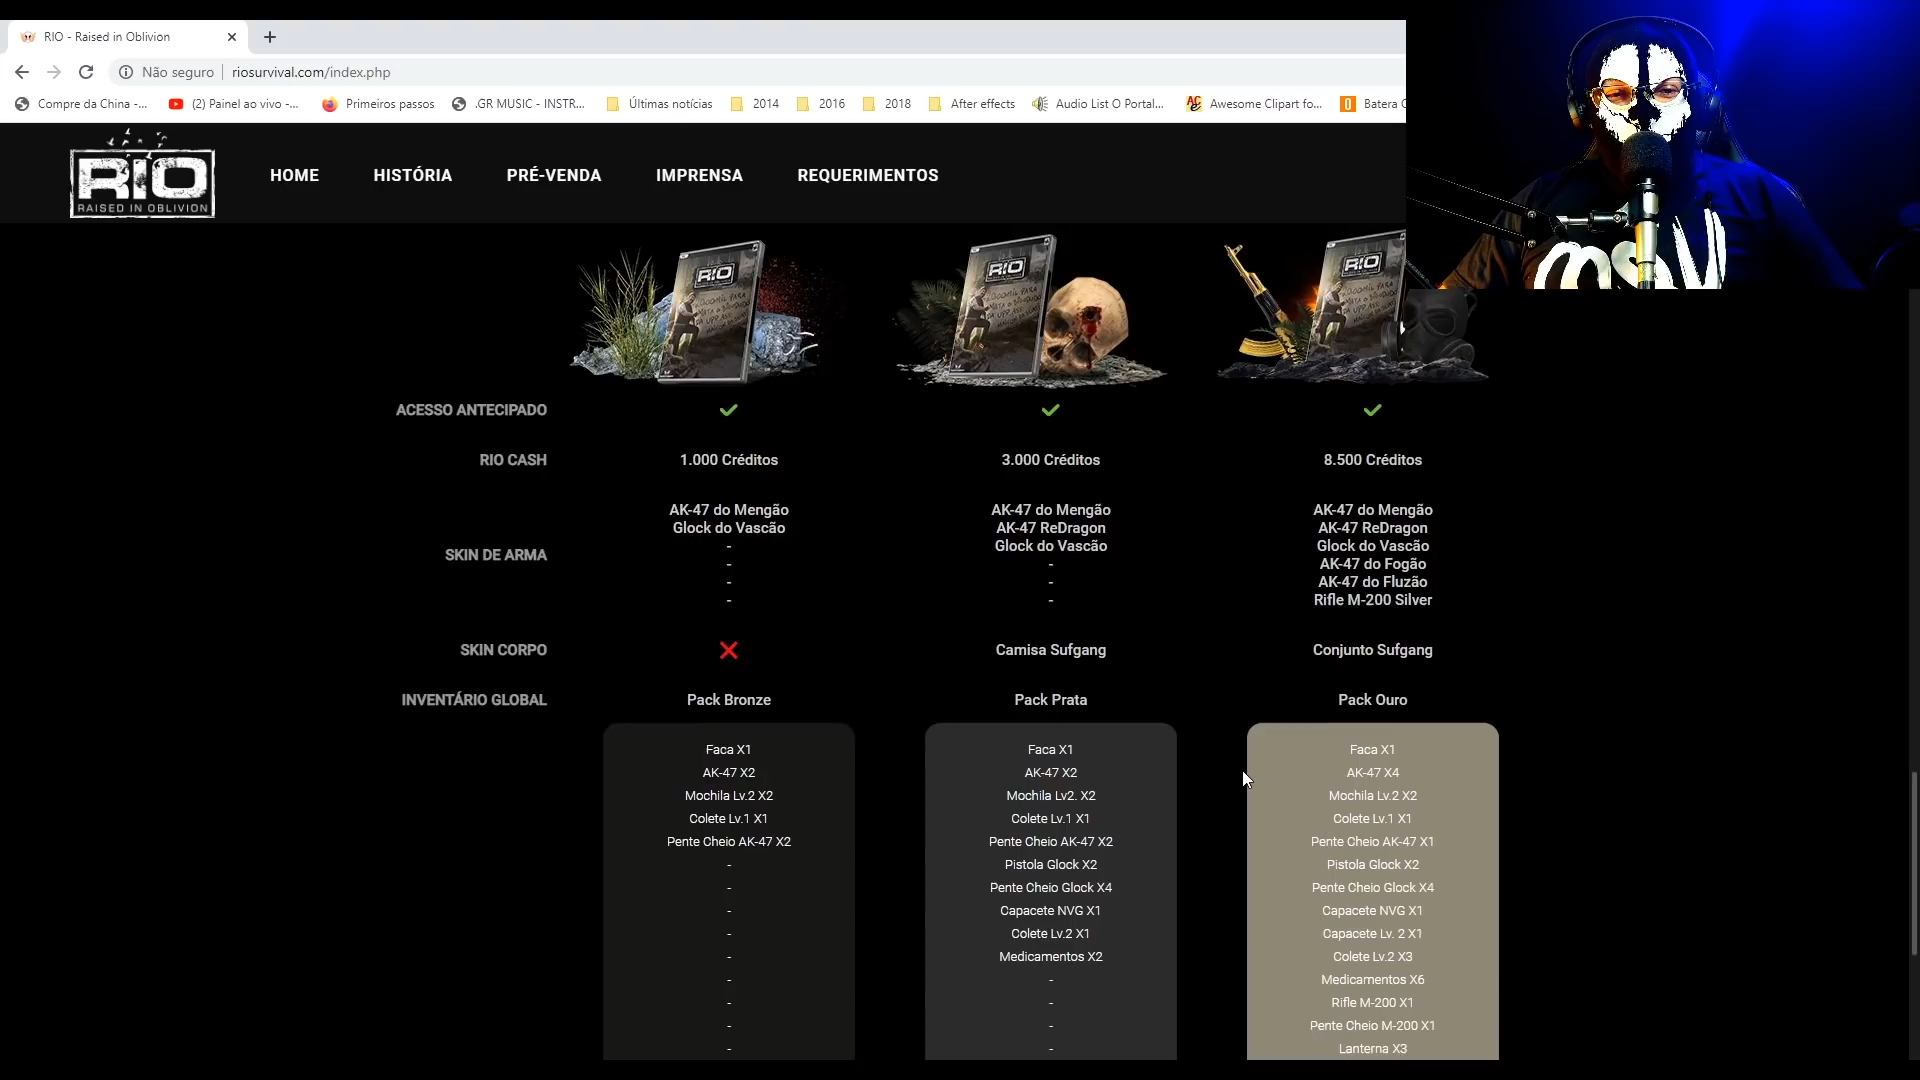 RIO - Raised in Oblivion
Não seguro
riosurvival.com/index.php
Compre da China -...
(2) Painel ao vivo -...
Primeiros passos
.GR MUSIC - INSTR...
Últimas notícias
2014
2016
2018
After effects
Audio List O Portal...
Awesome Clipart fo...
Batera C
RIO
RAISED IN OBLIVION
HOME
HISTÓRIA
PRÉ-VENDA
IMPRENSA
REQUERIMENTOS
RIO
RIO
RIO
ACESSO ANTECIPADO
RIO CASH
1.000 Créditos
3.000 Créditos
8.500 Créditos
SKIN DE ARMA
AK-47 do Mengão
Glock do Vascão
-
-
-
-
AK-47 do Mengão
AK-47 ReDragon
Glock do Vascão
-
-
-
AK-47 do Mengão
AK-47 ReDragon
Glock do Vascão
AK-47 do Fogão
AK-47 do Fluzão
Rifle M-200 Silver
SKIN CORPO
Camisa Sufgang
Conjunto Sufgang
INVENTÁRIO GLOBAL
Pack Bronze
Pack Prata
Pack Ouro
Faca X1
AK-47 X2
Mochila Lv.2 X2
Colete Lv.1 X1
Pente Cheio AK-47 X2
-
-
-
-
-
-
-
-
-
Faca X1
AK-47 X2
Mochila Lv2. X2
Colete Lv.1 X1
Pente Cheio AK-47 X2
Pistola Glock X2
Pente Cheio Glock X4
Capacete NVG X1
Colete Lv.2 X1
Medicamentos X2
-
-
-
-
Faca X1
AK-47 X4
Mochila Lv.2 X2
Colete Lv.1 X1
Pente Cheio AK-47 X1
Pistola Glock X2
Pente Cheio Glock X4
Capacete NVG X1
Capacete Lv. 2 X1
Colete Lv.2 X3
Medicamentos X6
Rifle M-200 X1
Pente Cheio M-200 X1
Lanterna X3